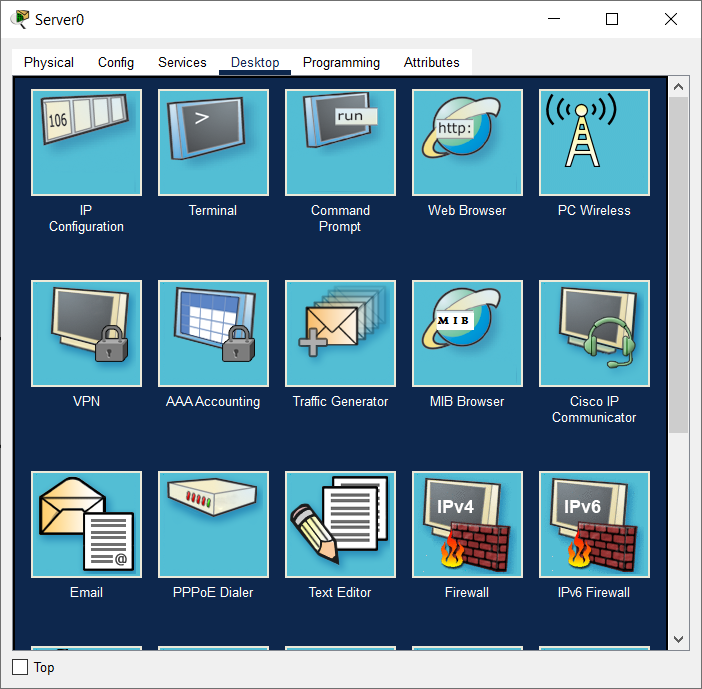 Server0
Physical Config Services Desktop Programming Attributes
106
>
run
http:
IP
Configuration
Terminal
Command
Prompt
Web Browser
PC Wireless
MIB
VPN
AAA Accounting
Traffic Generator
MIB Browser
Cisco IP
Communicator
@
IPv4
IPv6
Email
PPPoE Dialer
Text Editor
Firewall
IPv6 Firewall
Top